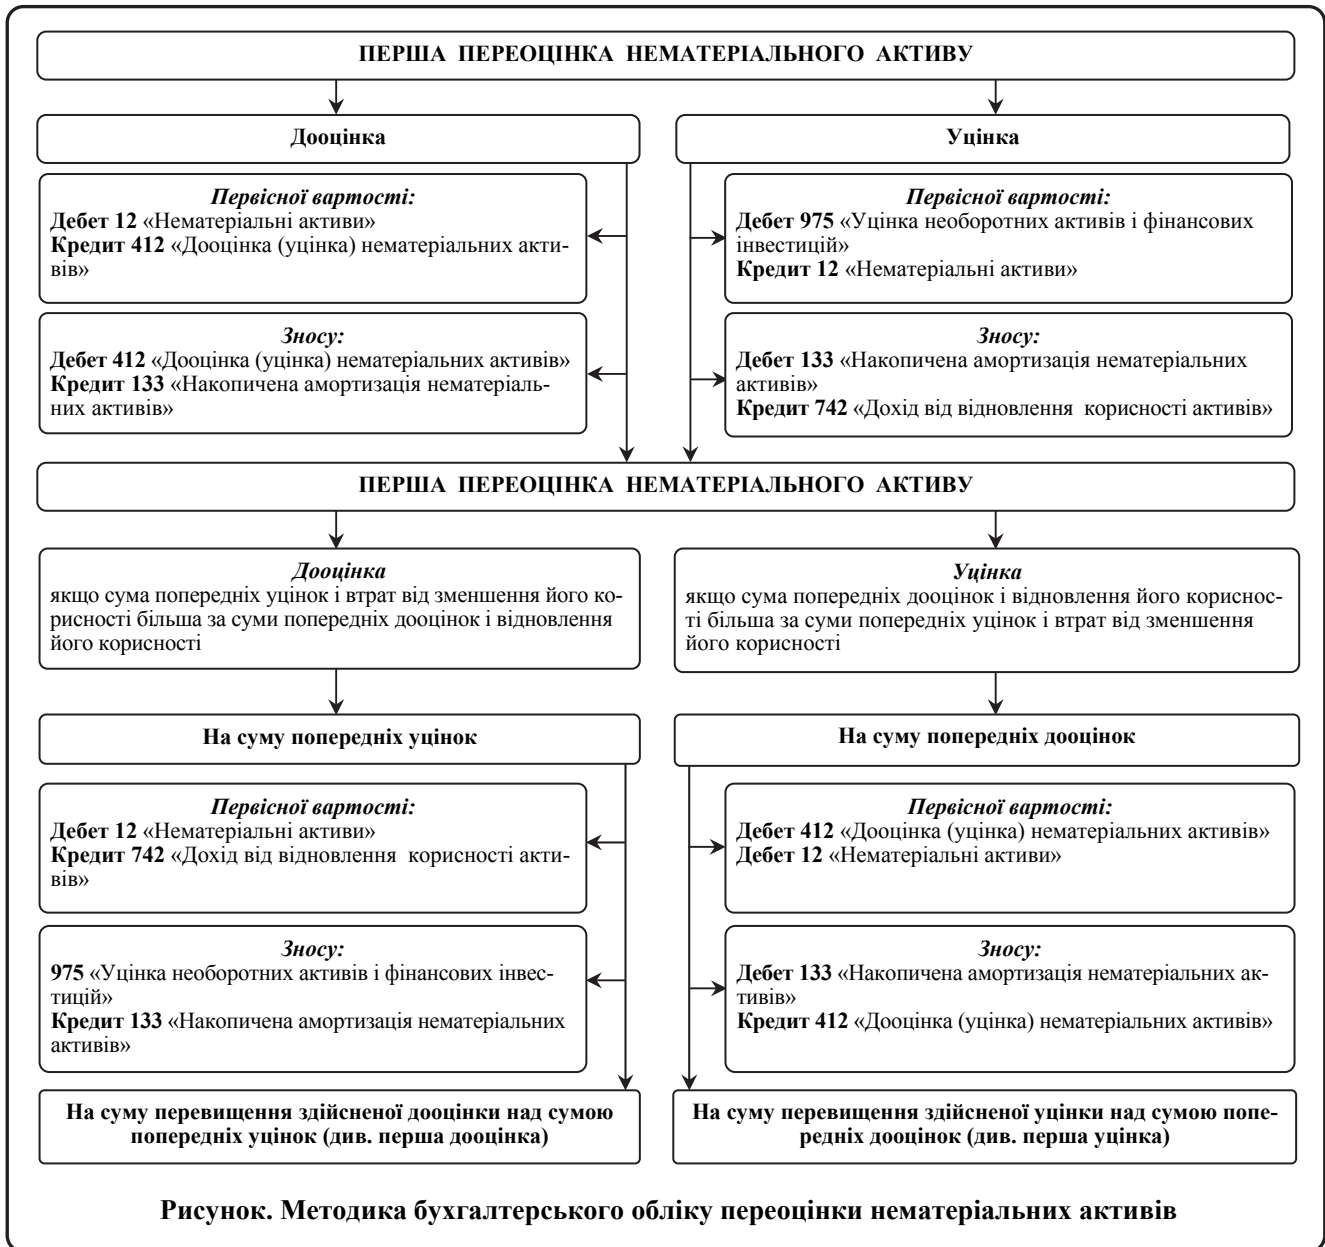 ПЕРША ПЕРЕОЦІНКА НЕМАТЕРІАЛЬНОГО АКТИВУ
Дооцінка
Уцінка
Первісної вартості:
Дебет 12 «Нематеріальні активи»
Кредит 412 «Дооцінка (уцінка) нематеріальних акти-
вів»
Первісної вартості:
Дебет 975 «Уцінка необоротних активів і фінансових
інвестицій»
Кредит 12 «Нематеріальні активи»
Зносу:
Дебет 412 «Дооцінка (уцінка) нематеріальних активів»
Кредит 133 «Накопичена амортизація нематеріаль-
них активів»
Зносу:
Дебет 133 «Накопичена амортизація нематеріальних
активів»
Кредит 742 «Дохід від відновлення корисності активів»
ПЕРША ПЕРЕОЦІНКА НЕМАТЕРІАЛЬНОГО АКТИВУ
Дооцінка
якщо сума попередніх уцінок і втрат від зменшення його ко-
рисності більша за суми попередніх дооцінок і відновлення
його корисності
Уцінка
якщо сума попередніх дооцінок і відновлення його кориснос-
ті більша за суми попередніх уцінок і втрат від зменшення
його корисності
На суму попередніх уцінок
На суму попередніх дооцінок
Первісної вартості:
Дебет 12 «Нематеріальні активи»
Кредит 742 «Дохід від відновлення корисності акти-
вів»
Первісної вартості:
Дебет 412 «Дооцінка (уцінка) нематеріальних активів»
Дебет 12 «Нематеріальні активи»
Зносу:
975 «Уцінка необоротних активів і фінансових інвес-
тицій»
Кредит 133 «Накопичена амортизація нематеріальних
активів»
Зносу:
Дебет 133 «Накопичена амортизація нематеріальних ак-
тивів»
Кредит 412 «Дооцінка (уцінка) нематеріальних активів»
На суму перевищення здійсненої дооцінки над сумою
попередніх уцінок (див. перша дооцінка)
На суму перевищення здійсненої уцінки над сумою попе-
редніх дооцінок (див. перша уцінка)
Рисунок. Методика бухгалтерського обліку переоцінки нематеріальних активів